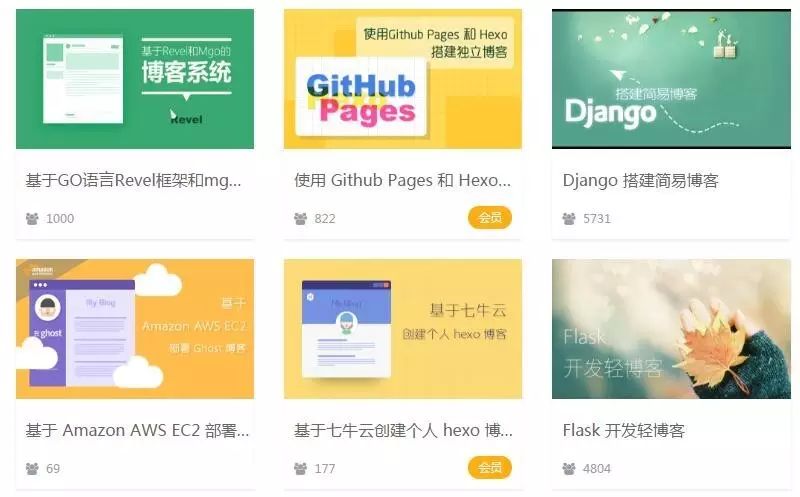 基于Revel和Mgo的
博客系统
Revel
基于GO语言Revel框架和mg...
1000
使用Github Pages 和 Hexo
搭建独立博客
GitHub
Pages
使用 Github Pages 和 Hexo...
822
会员
搭建简易博客
Django
Django 搭建简易博客
5731
amazon
My Blog
ghost
基于
Amazon AWS EC2
部署 Ghost 博客
基于 Amazon AWS EC2 部署...
69
My Blog
基于七牛云
创建个人 hexo 博客
基于七牛云创建个人 hexo 博...
177
会员
Flask
开发轻博客
Flask 开发轻博客
4804